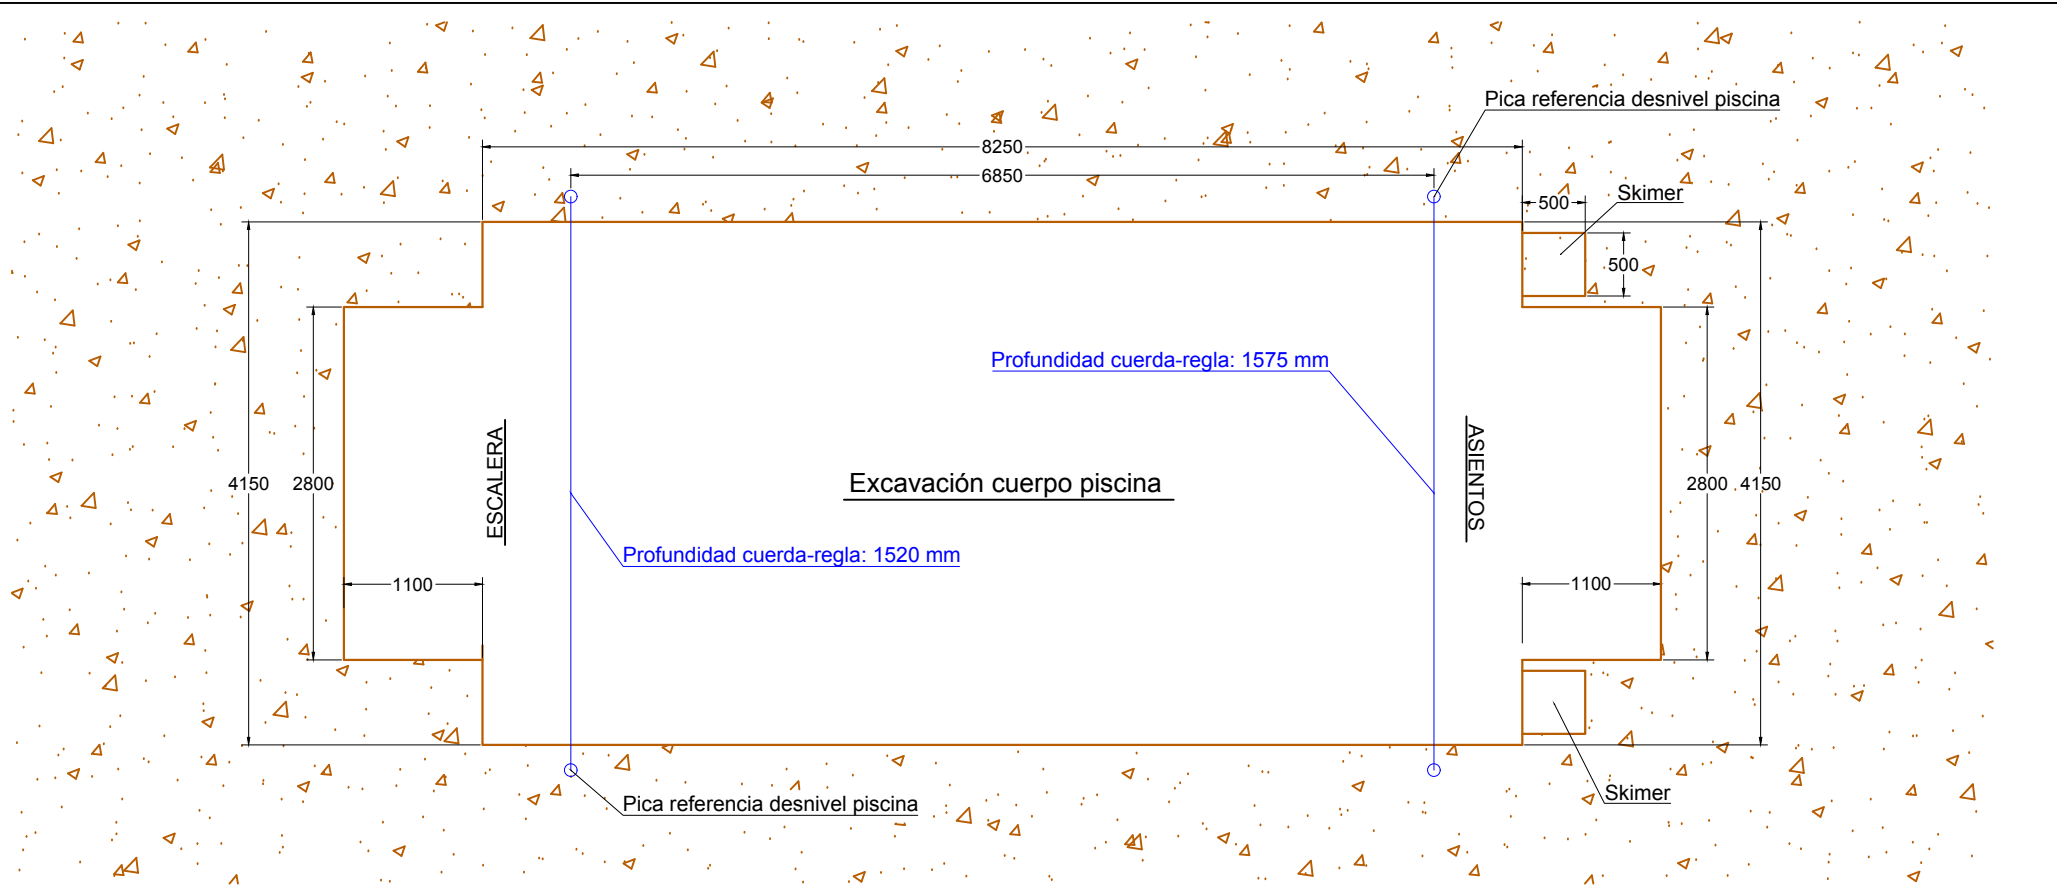 Pica referencia desnivel piscina
8250
6850
500
Skimer
500
Profundidad cuerda-regla: 1575 mm
ESCALERA
ASIENTOS
4150
2800
Excavación cuerpo piscina
2800
4150
Profundidad cuerda-regla: 1520 mm
1100
1100
Pica referencia desnivel piscina
Skimer